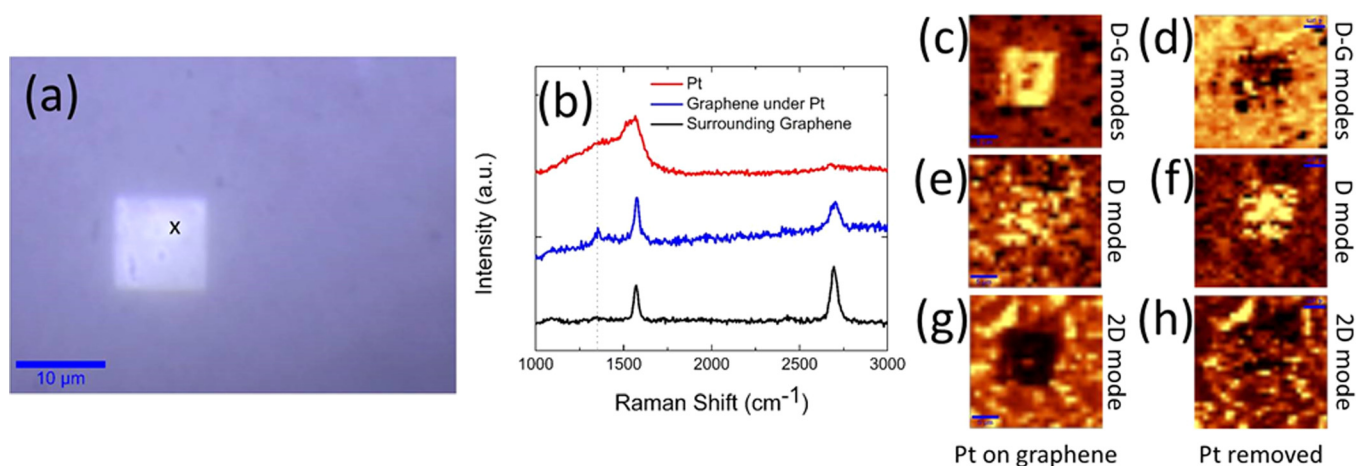 (a)
x
10 μm
(b)
Pt
Graphene under Pt
Surrounding Graphene
Intensity (a.u.)
1000 1500 2000 2500 3000
Raman Shift (cm-1)
(c)
D-G modes
(d)
D-G modes
(e)
D mode
(f)
D mode
(g)
2D mode
(h)
2D mode
Pt on graphene
Pt removed